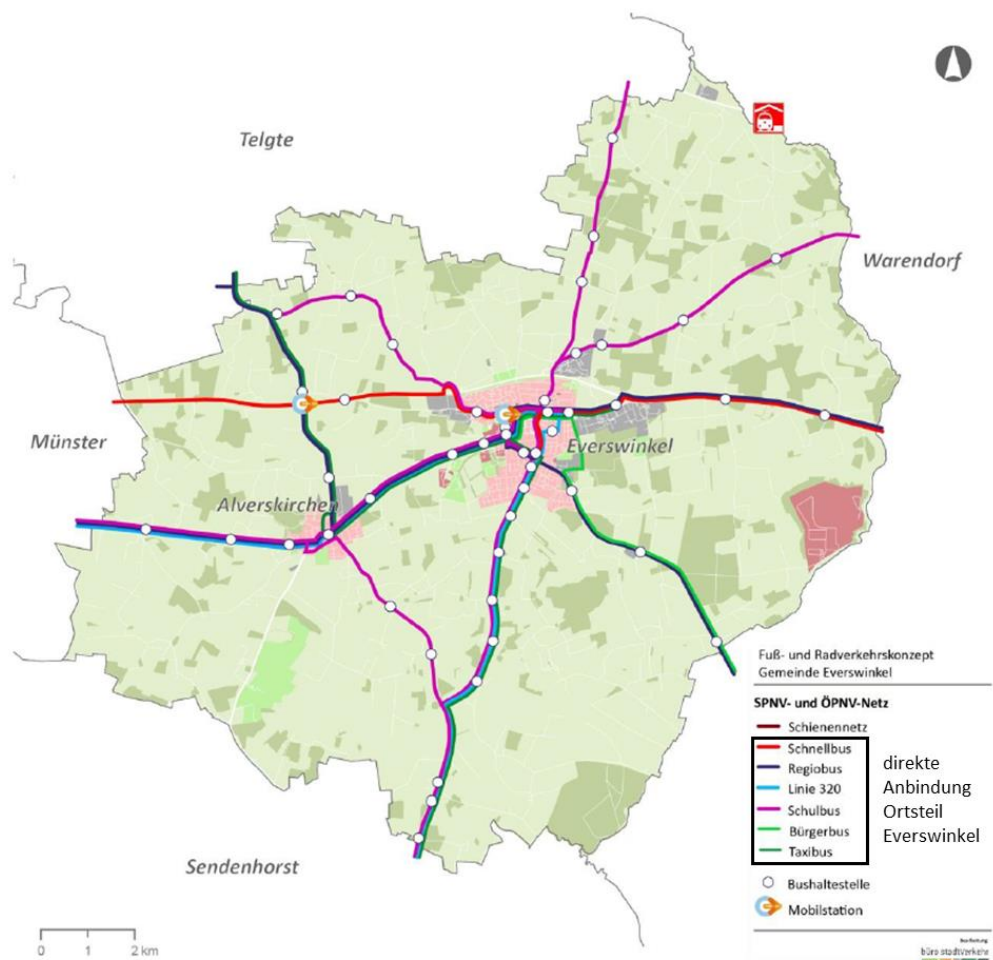 Telgte
Warendorf
Münster
Everswinkel
Alverskirchen
Sendenhorst
Fuß- und Radverkehrskonzept
Gemeinde Everswinkel
SPNV- und ÖPNV-Netz
Schienennetz
Schnellbus
Regiobus
Linie 320
Schulbus
Bürgerbus
Taxibus
direkte
Anbindung
Ortsteil
Everswinkel
Bushaltestelle
Mobilstation
0 1 2 km
Bearbeitung:
büro stadtVerkehr